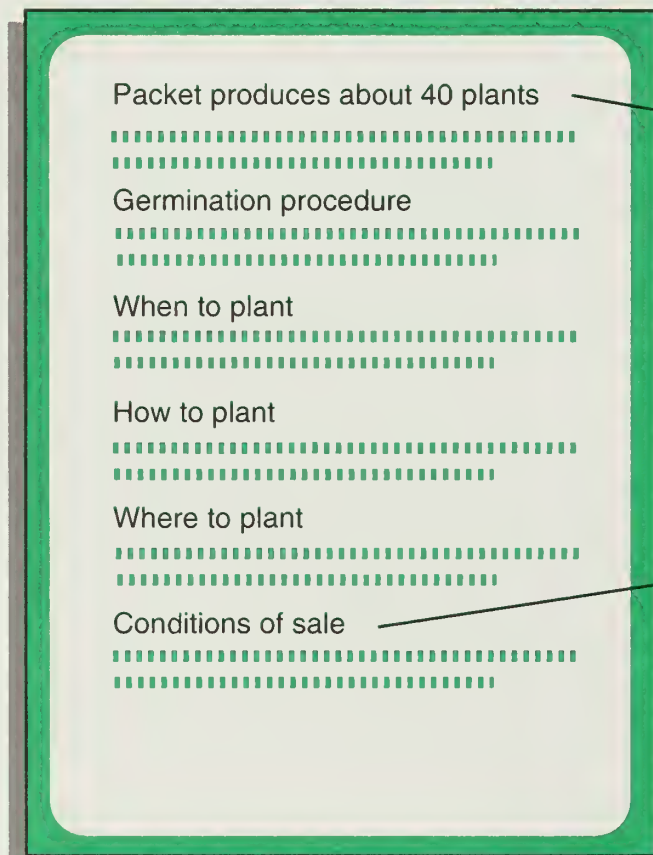 Packet produces about 40 plants
Germination procedure
When to plant
How to plant
Where to plant
Conditions of sale